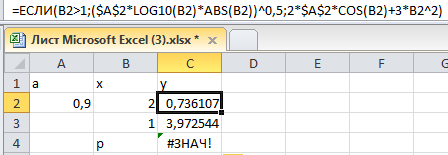 =ЕСЛИ(B2>1;($A$2*LOG10(B2)*ABS(B2))^0,5;2*$A$2*COS(B2)+3*B2^2)
Лист Microsoft Excel (3).xlsx *
A B C
1 a x y
2 0,9 2 0,736107
3 1 3,972544
4 p #ЗНАЧ!